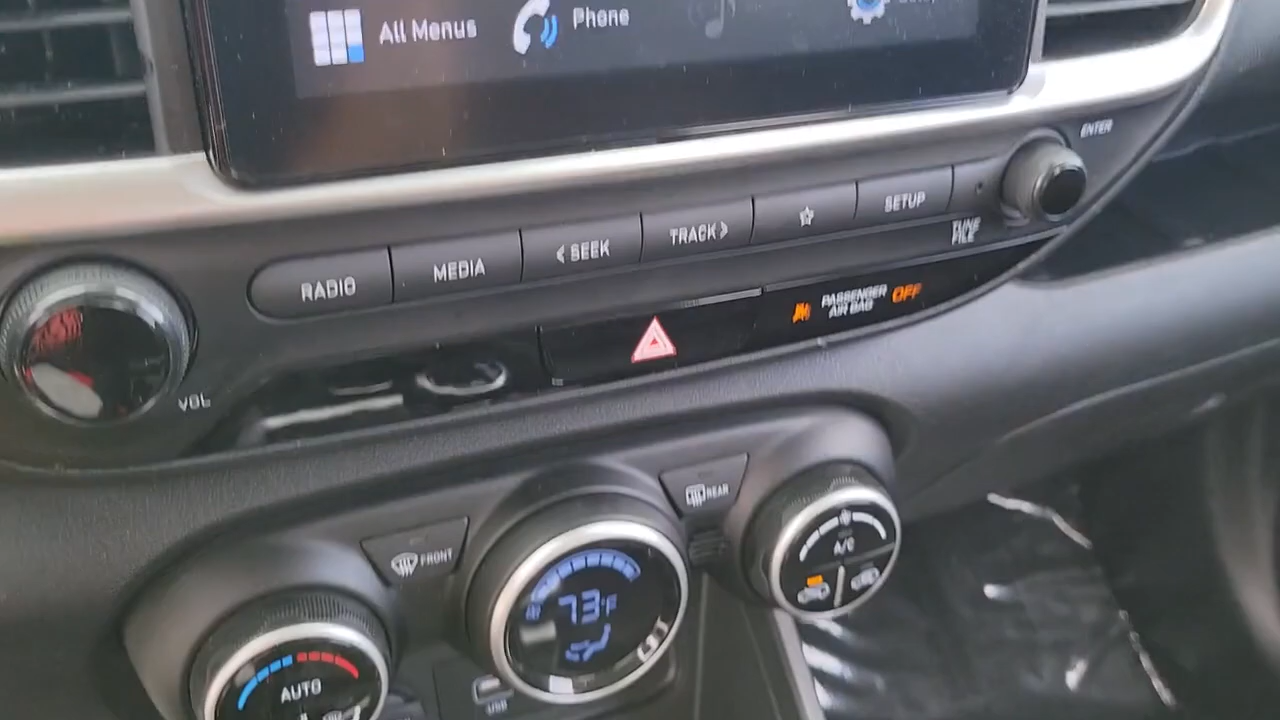 All Menus
Phone
ENTER
RADIO
MEDIA
< SEEK
TRACK >
SETUP
TUNE
FILE
PASSENGER
AIR BAG
OFF
VOL
FRONT
REAR
A/C
73°F
AUTO
USB